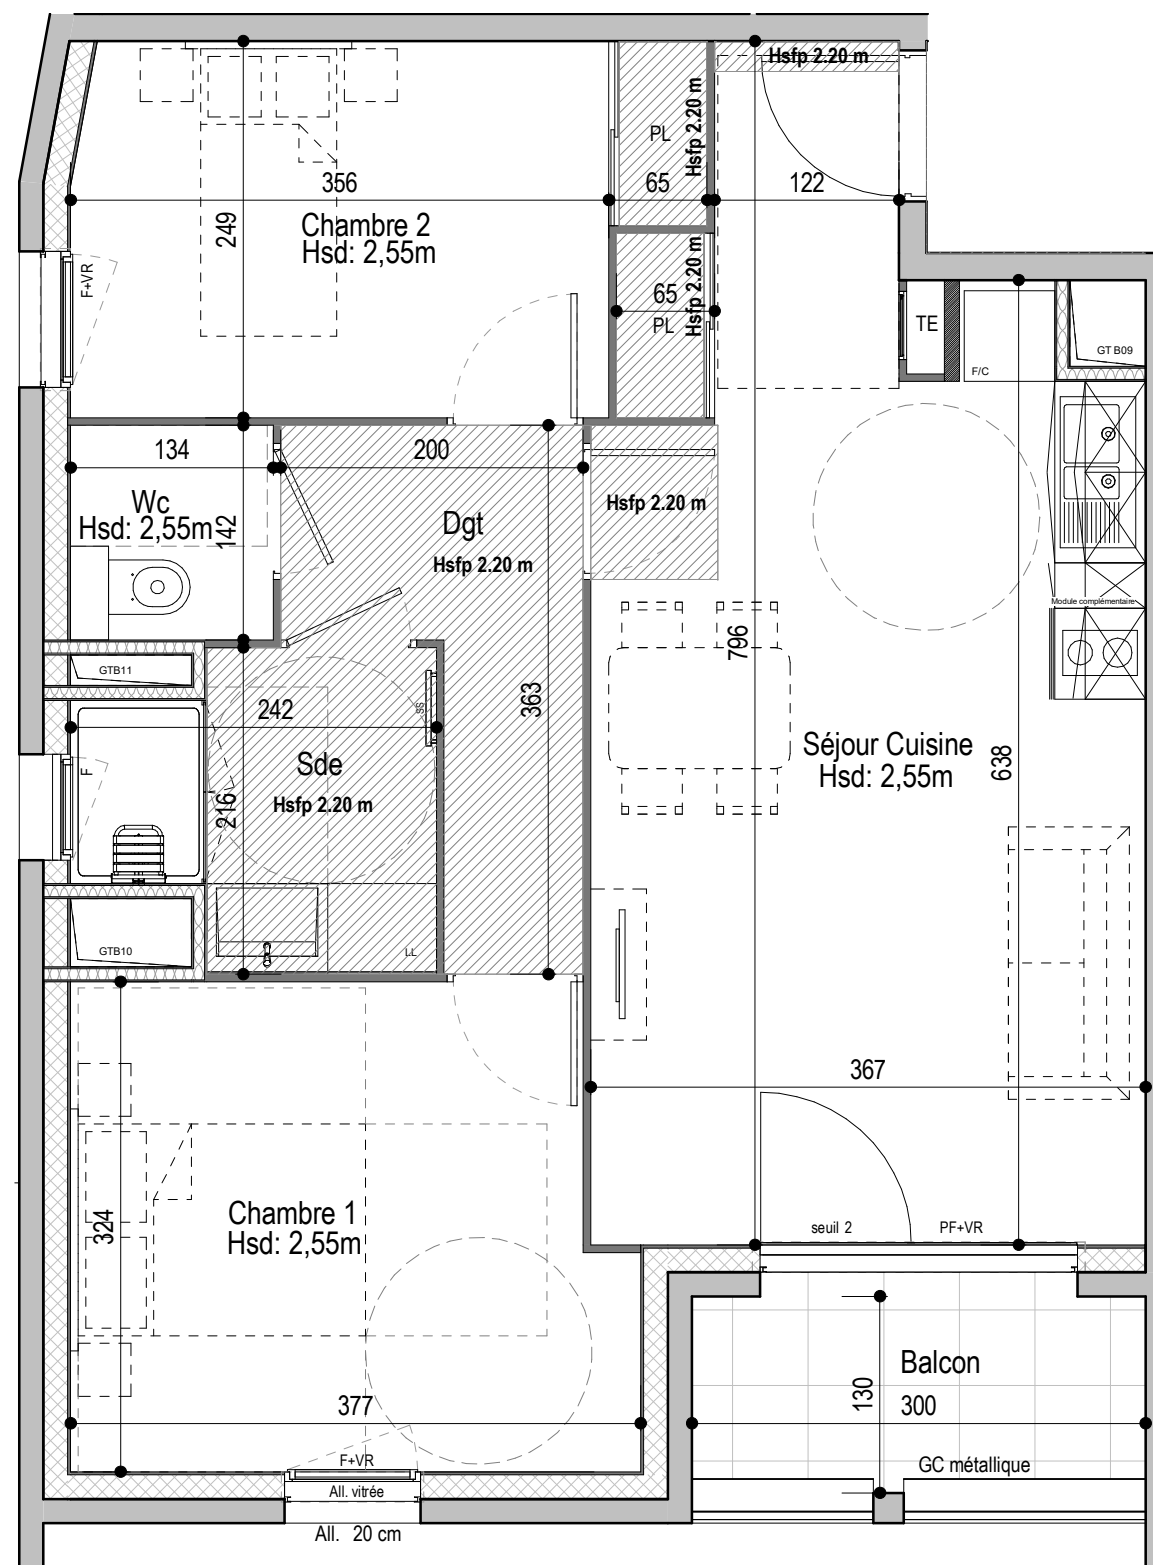 Hsfp 2.20 m
PL
Hsfp 2.20 m
356
65
122
249
Chambre 2
Hsd: 2,55m
F+VR
65
PL
Hsfp 2.20 m
TE
F/C
GT B09
134
200
Wc
Hsd: 2,55m
142
Dgt
Hsfp 2.20 m
Hsfp 2.20 m
Module complémentaire
796
GTB11
363
242
SS
F
Sde
Hsfp 2.20 m
216
Séjour Cuisine
Hsd: 2,55m
638
GTB10
LL
367
Chambre 1
Hsd: 2,55m
324
seuil 2
PF+VR
377
Balcon
130
300
F+VR
All. vitrée
GC métallique
All. 20 cm